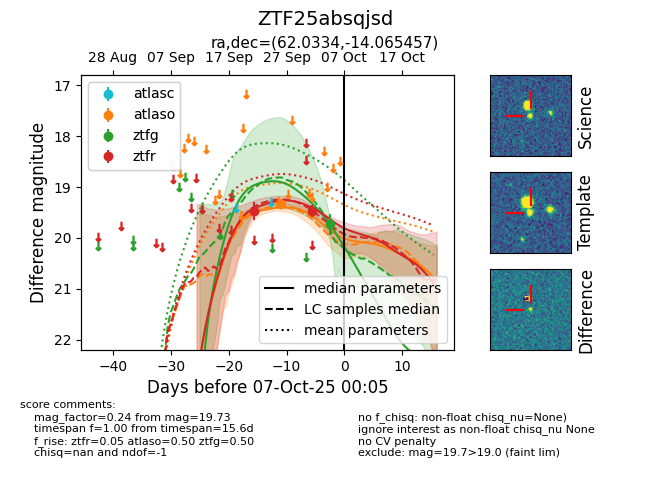 ZTF25absqjsd
ra,dec=(62.0334,-14.065457)
28 Aug 07 Sep 17 Sep 27 Sep 07 Oct 17 Oct
17
18
19
20
21
22
Difference magnitude
atlasc
atlaso
ztfg
ztfr
median parameters
LC samples median
mean parameters
−40 −30 −20 −10 0 10
Days before 07-Oct-25 00:05
Science
Template
Difference
score comments:
mag_factor=0.24 from mag=19.73
timespan f=1.00 from timespan=15.6d
f_rise: ztfr=0.05 atlaso=0.50 ztfg=0.50
chisq=nan and ndof=-1
no f_chisq: non-float chisq_nu=None)
ignore interest as non-float chisq_nu None
no CV penalty
exclude: mag=19.7>19.0 (faint lim)